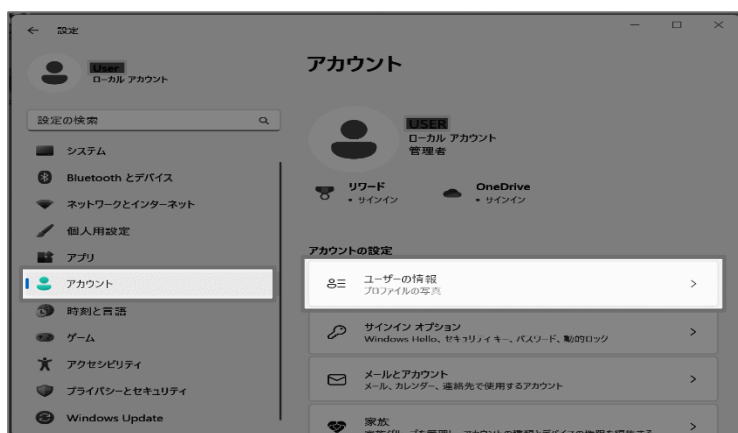 設定
User
ローカル アカウント
設定の検索
システム
Bluetooth とデバイス
ネットワークとインターネット
個人用設定
アプリ
アカウント
時刻と言語
ゲーム
アクセシビリティ
プライバシーとセキュリティ
Windows Update
アカウント
USER
ローカル アカウント
管理者
リワード
• サインイン
OneDrive
• サインイン
アカウントの設定
ユーザーの情報
プロファイルの写真
サインイン オプション
Windows Hello、セキュリティ キー、パスワード、動的ロック
メールとアカウント
メール、カレンダー、連絡先で使用するアカウント
家族